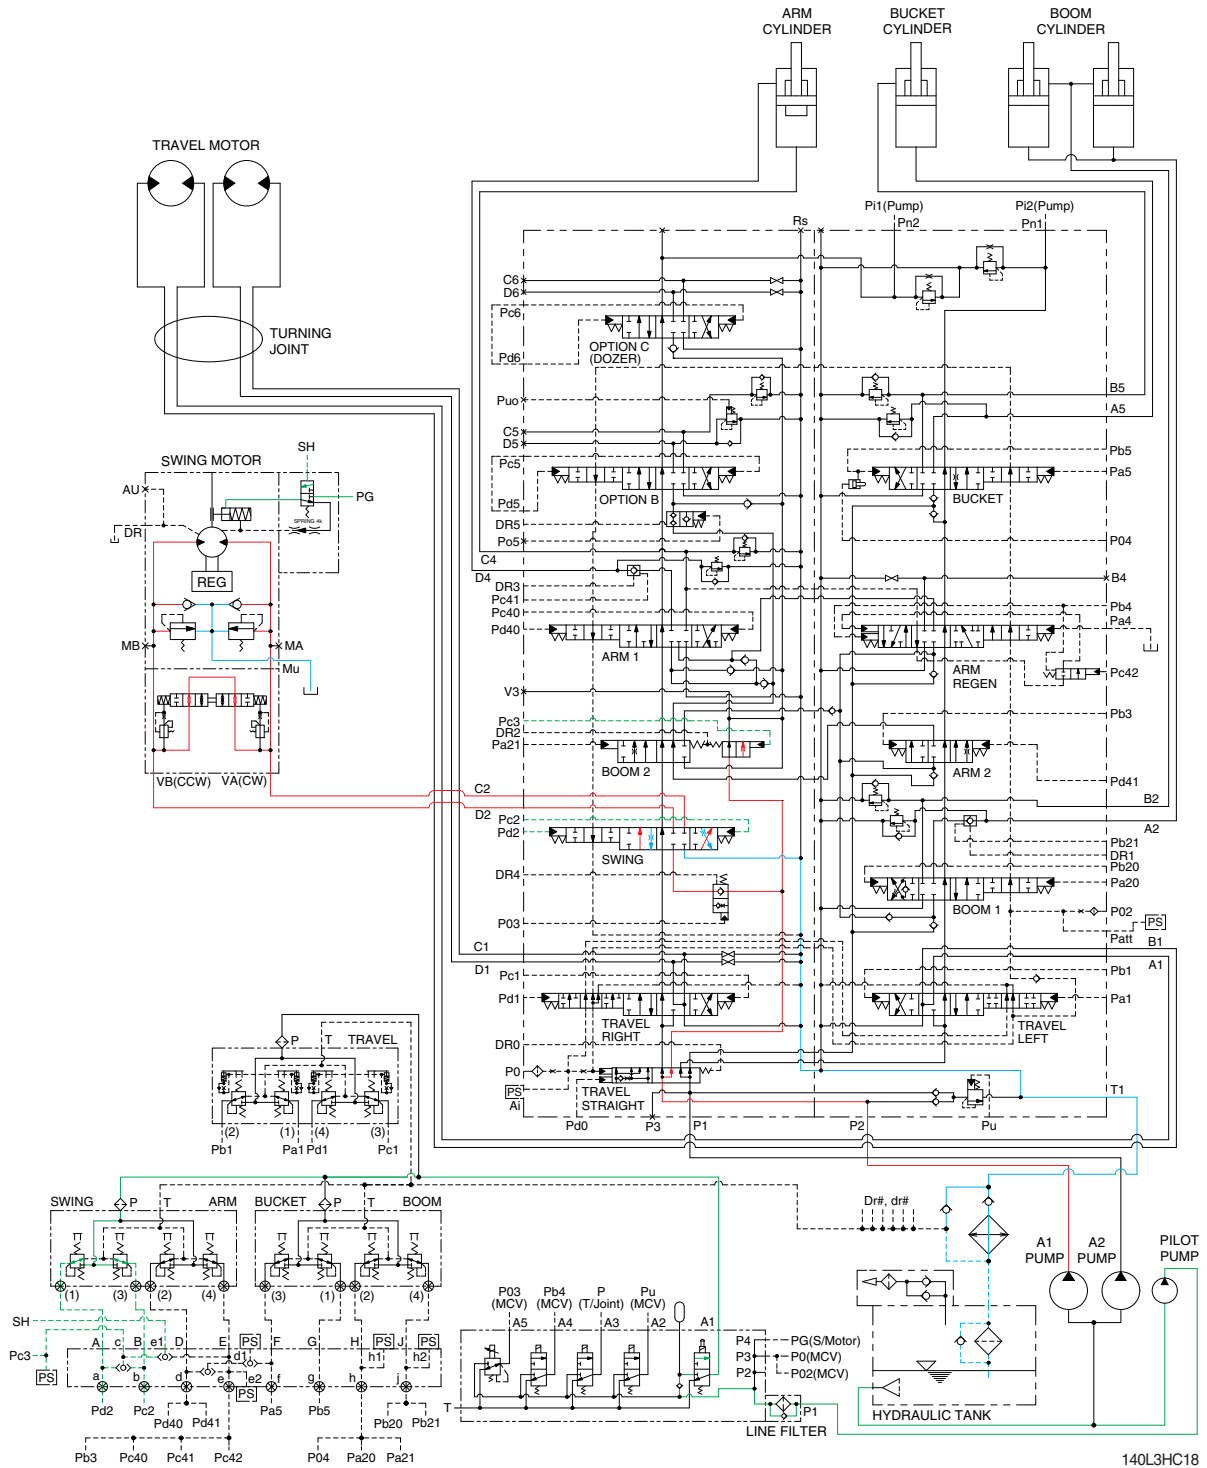 ARM
CYLINDER
BUCKET
CYLINDER
BOOM
CYLINDER
TRAVEL MOTOR
TURNING
JOINT
Pi1(Pump)
Pn2
Pi2(Pump)
Pn1
Rs
C6
D6
Pc6
OPTION C
(DOZER)
Pd6
Puo
B5
A5
C5
D5
Pc5
OPTION B
Pd5
Pb5
Pa5
BUCKET
DR5
Po5
P04
C4
D4
DR3
Pc41
Pc40
Pd40
ARM 1
B4
Pb4
Pa4
ARM
REGEN
Pc42
V3
Pc3
DR2
Pa21
BOOM 2
Pb3
ARM 2
Pd41
C2
D2
Pc2
Pd2
SWING
B2
A2
Pb21
DR1
Pb20
Pa20
BOOM 1
DR4
P03
P02
PS
Patt
C1
D1
Pc1
Pd1
TRAVEL
RIGHT
B1
A1
Pb1
Pa1
TRAVEL
LEFT
DR0
P0
PS
Ai
TRAVEL
STRAIGHT
Pd0
P3
P1
P2
Pu
T1
SH
SWING MOTOR
AU
PG
DR
SPRING 4k
REG
MB
MA
Mu
VB(CCW)
VA(CW)
P
T
TRAVEL
(2)
(1)
(4)
(3)
Pb1
Pa1
Pd1
Pc1
SWING
P
T
ARM
BUCKET
P
T
BOOM
(1)
(3)
(2)
(4)
(3)
(1)
(2)
(4)
SH
Pc3
PS
A
c
B
e1
D
E
PS
F
G
H
PS
J
PS
d1
h1
h2
a
b
d
e
e2
f
g
h
j
PS
Pd2
Pc2
Pd40
Pd41
Pa5
Pb5
Pb20
Pb21
Pb3
Pc40
Pc41
Pc42
P04
Pa20
Pa21
P03
(MCV)
Pb4
(MCV)
P
(T/Joint)
Pu
(MCV)
A5
A4
A3
A2
A1
P4
PG(S/Motor)
P3
P0(MCV)
P2
P02(MCV)
T
P1
LINE FILTER
Dr#, dr#
A1
PUMP
A2
PUMP
PILOT
PUMP
HYDRAULIC TANK
140L3HC18